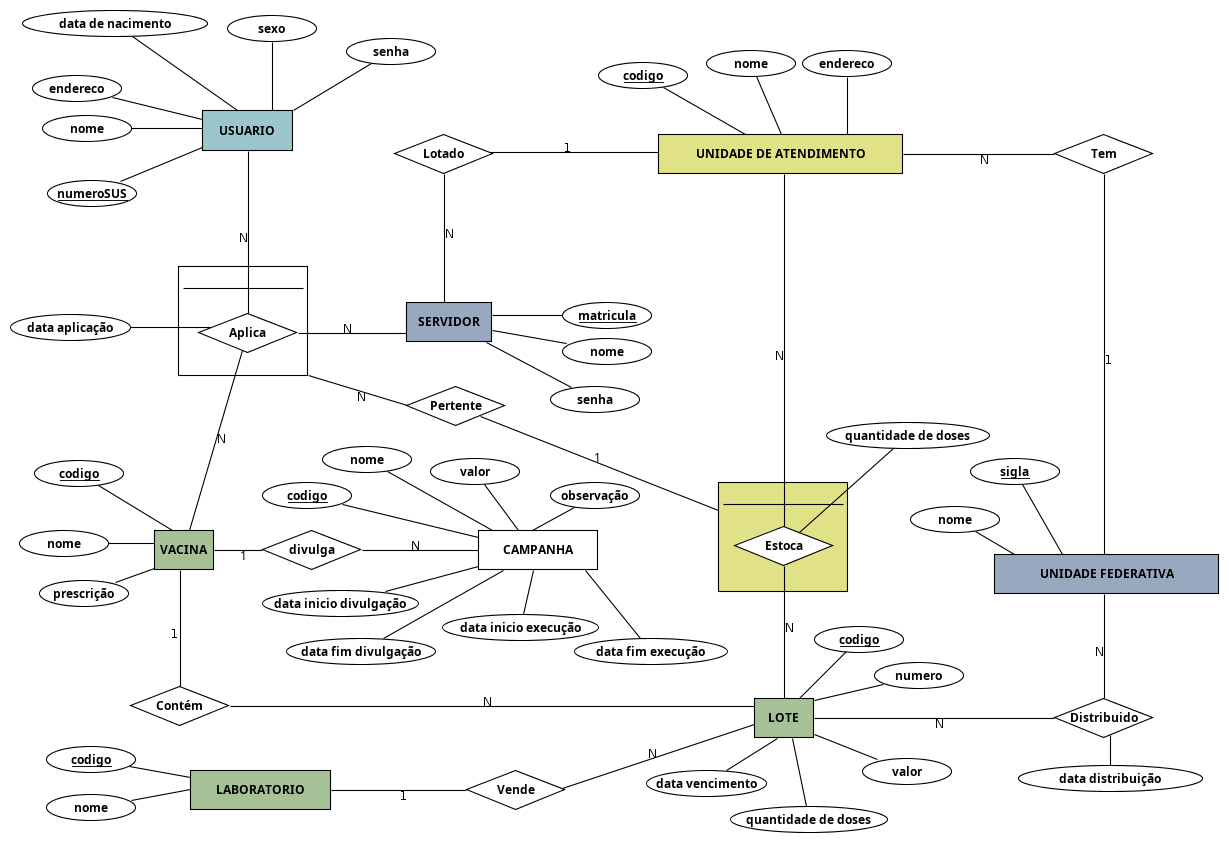 data de nacimento
sexo
senha
endereco
nome
numeroSUS
USUARIO
codigo
nome
endereco
UNIDADE DE ATENDIMENTO
Lotado
1
N
Tem
N
N
data aplicação
Aplica
N
SERVIDOR
matricula
nome
senha
N
1
N
Pertente
N
1
quantidade de doses
codigo
nome
prescrição
VACINA
1
divulga
N
codigo
nome
valor
observação
CAMPANHA
data inicio divulgação
data fim divulgação
data inicio execução
data fim execução
Estoca
sigla
nome
UNIDADE FEDERATIVA
1
Contém
N
N
codigo
numero
LOTE
N
N
Distribuido
data distribuição
valor
data vencimento
quantidade de doses
N
codigo
nome
LABORATORIO
1
Vende